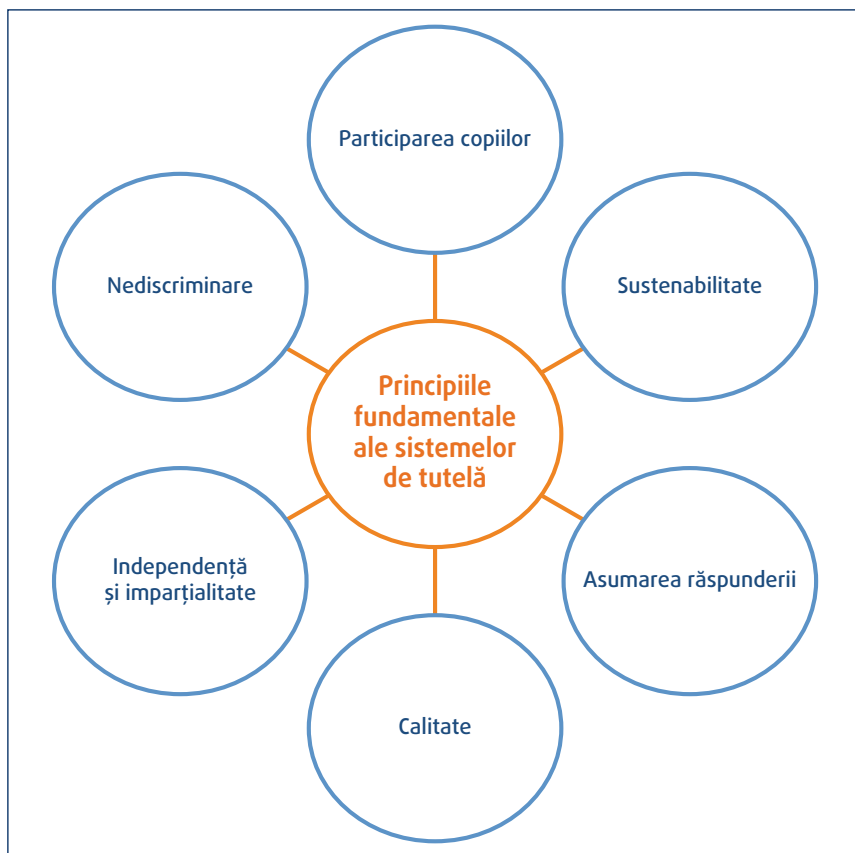 Participarea copiilor
Nediscriminare
Sustenabilitate
Principiile
fundamentale
ale sistemelor
de tutelă
Independență
și imparțialitate
Asumarea răspunderii
Calitate